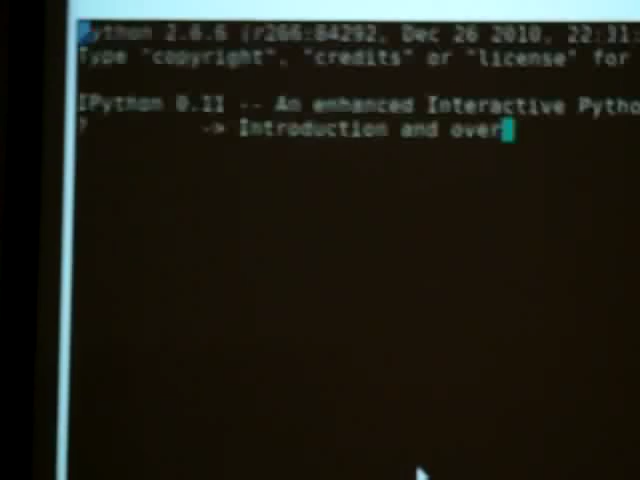 Python 2.6.6 (r266:84292, Dec 26 2010, 22:31:
Type "copyright", "credits" or "license" for
IPython 0.11 -- An enhanced Interactive Pytho
? -> Introduction and over